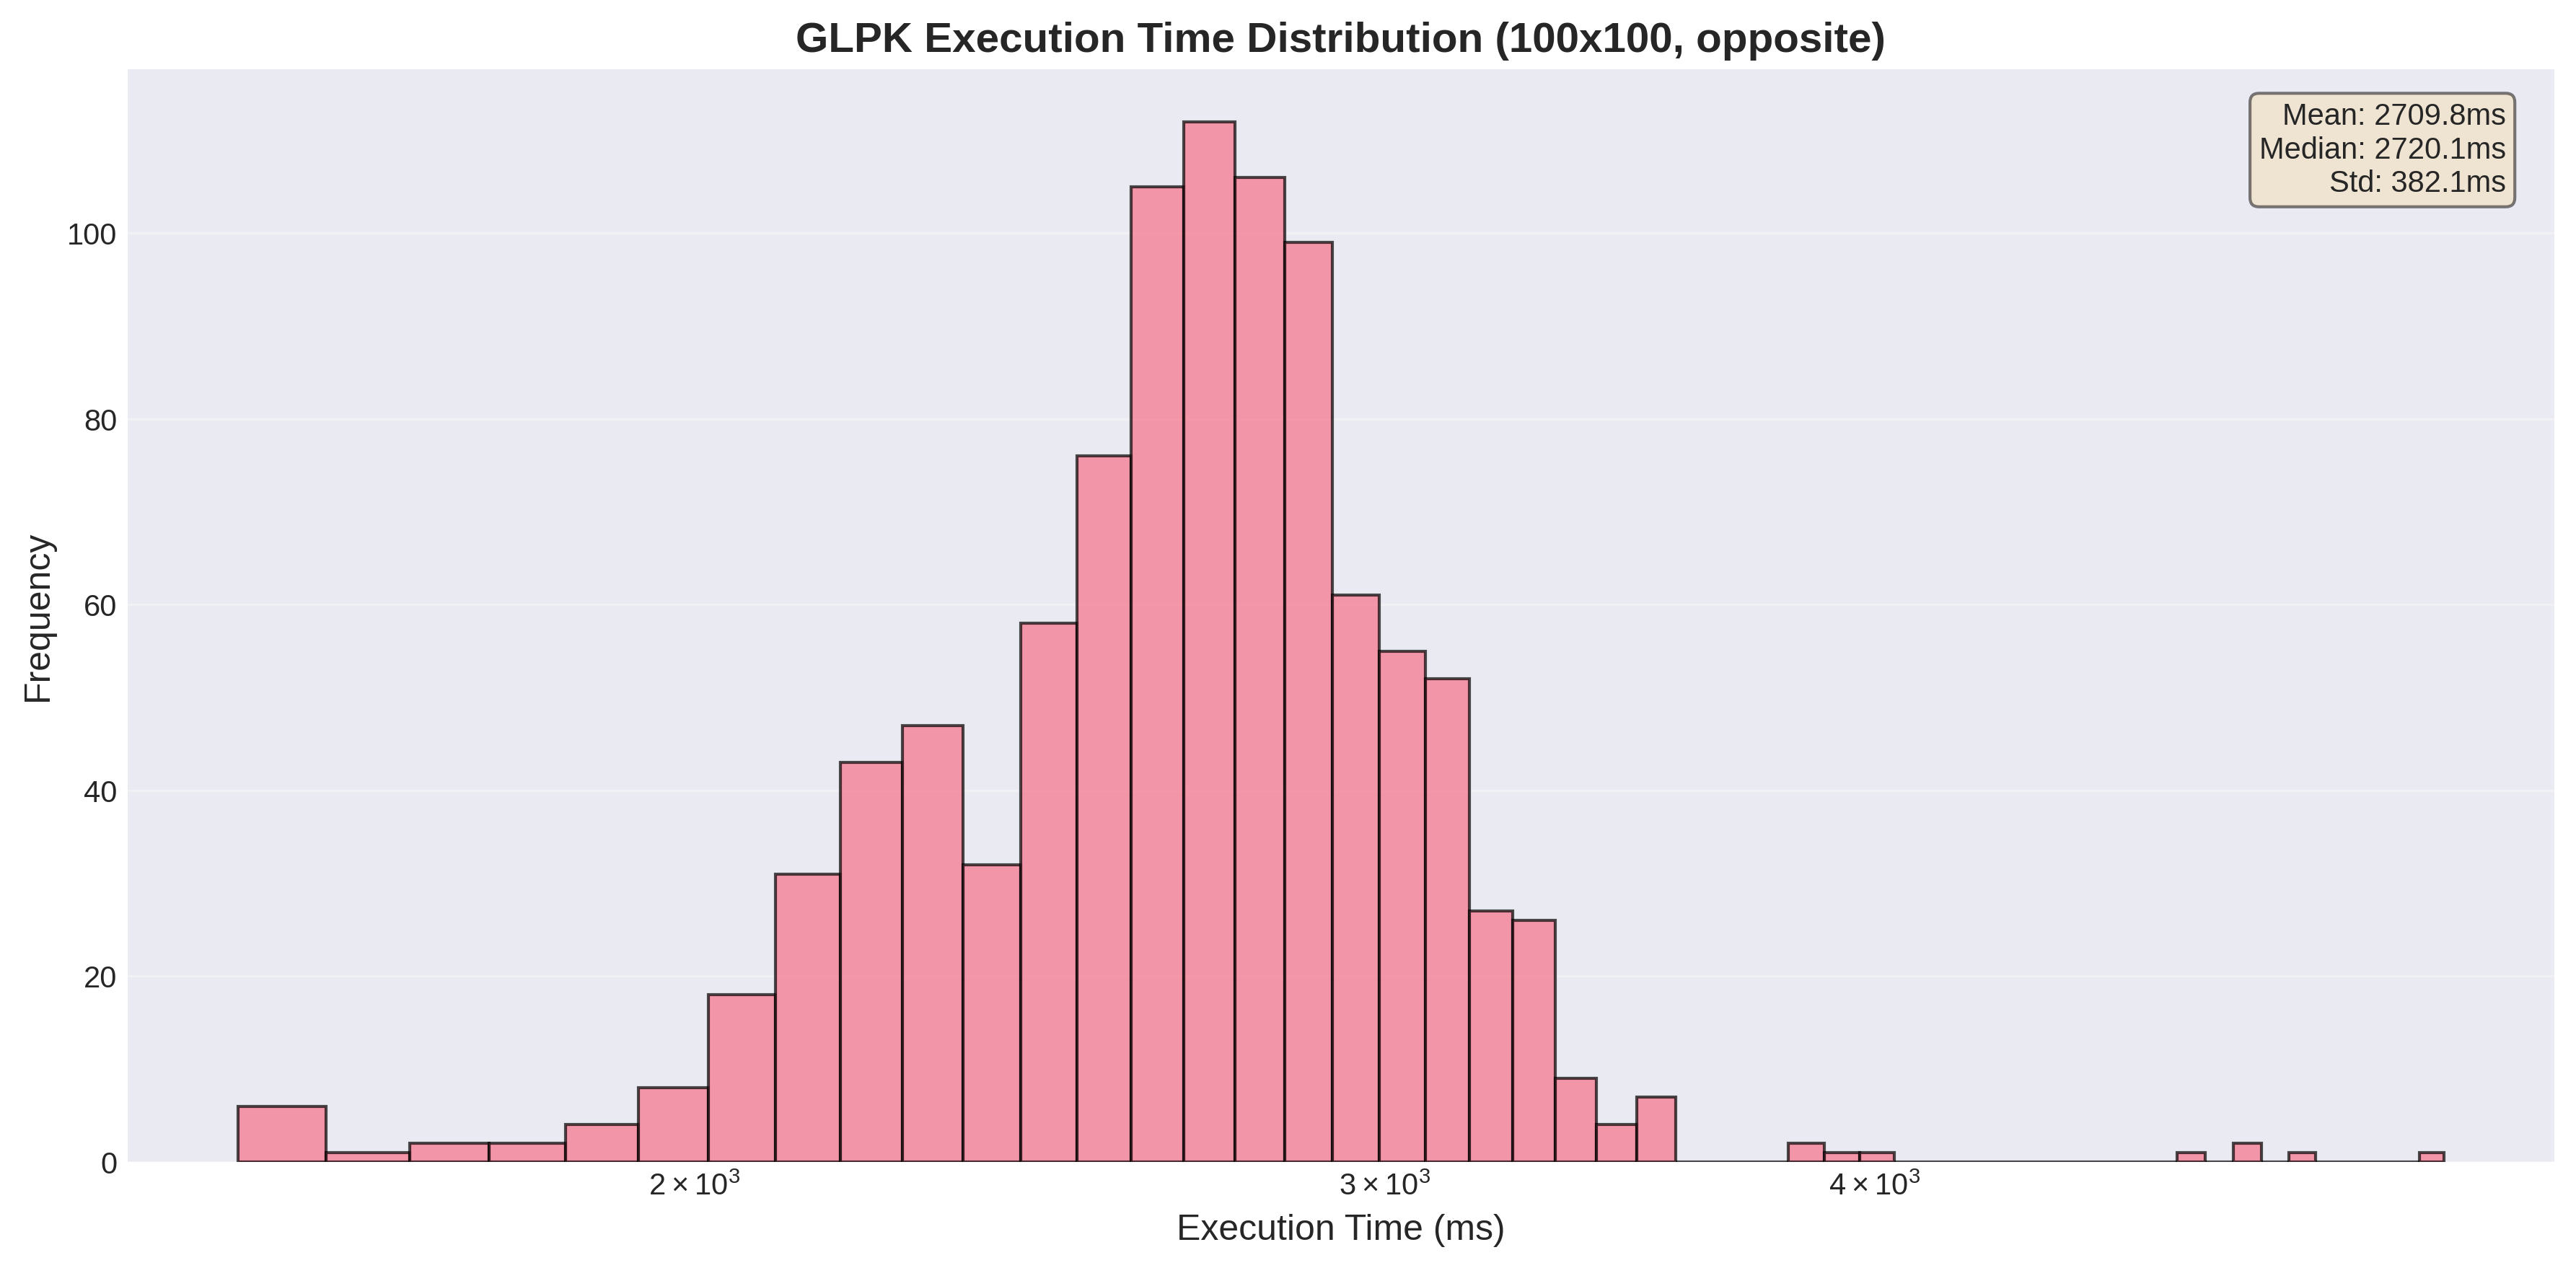 GLPK Execution Time Distribution (100x100, opposite)
Mean: 2709.8ms
Median: 2720.1ms
Std: 382.1ms
Frequency
100
80
60
40
20
0
2 × 10³
3 × 10³
4 × 10³
Execution Time (ms)